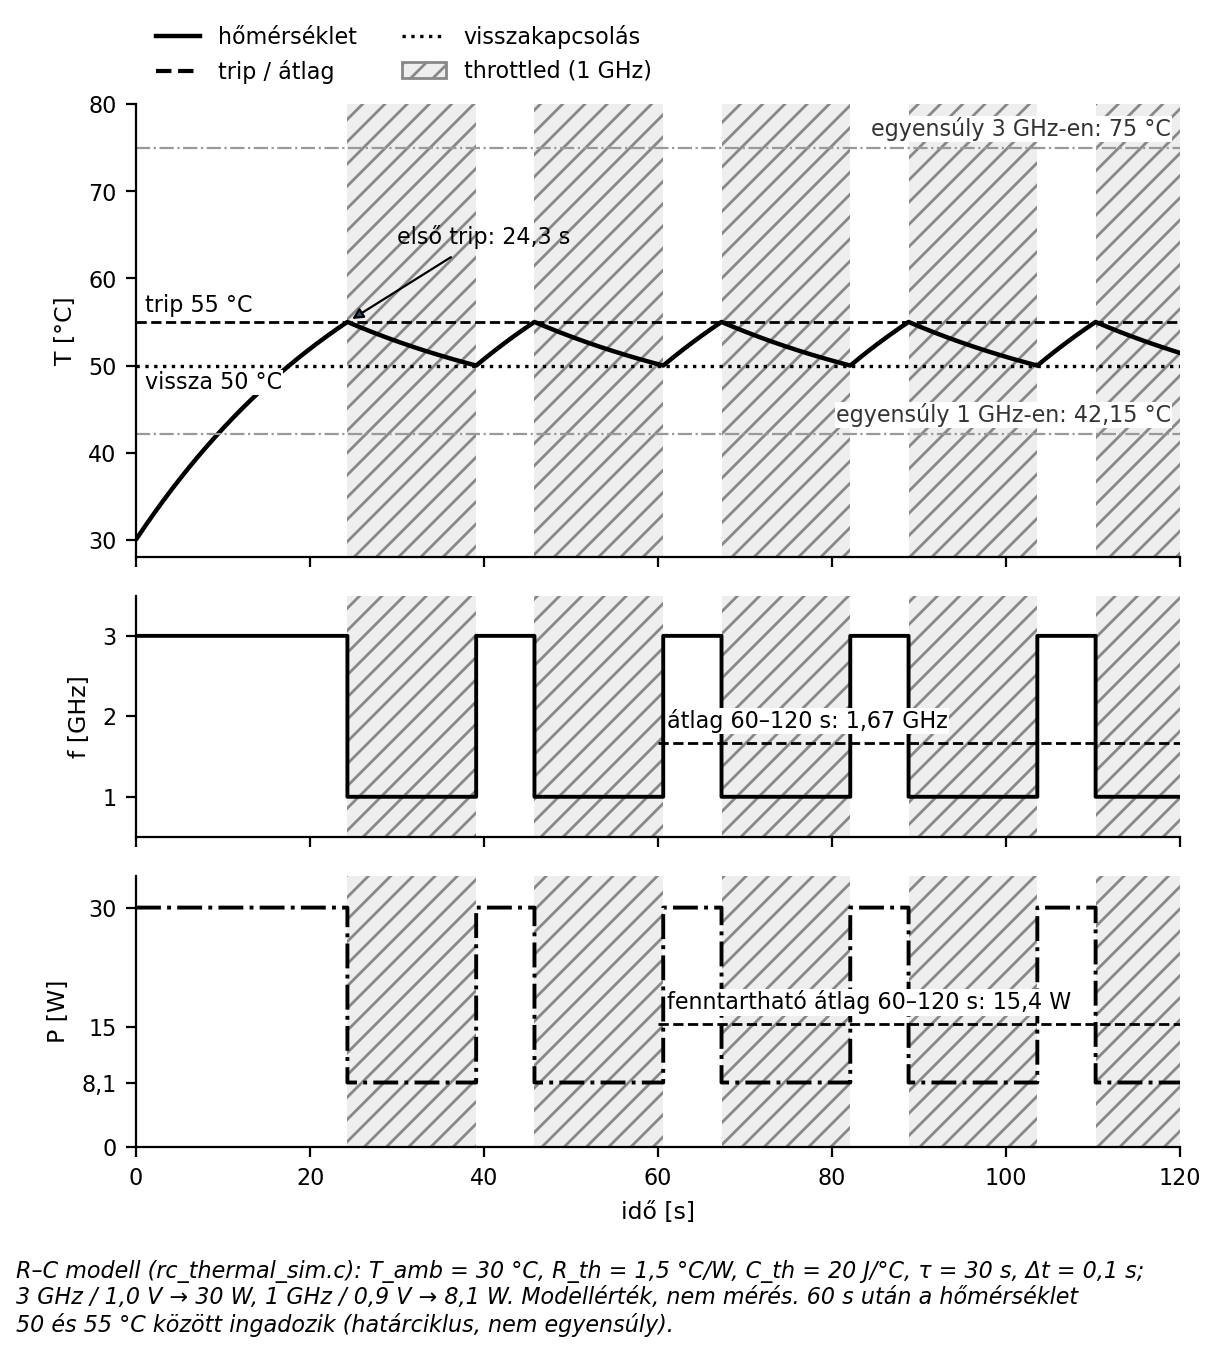 hőmérséklet
visszakapcsolás
trip / átlag
throttled (1 GHz)
80
egyensúly 3 GHz-en: 75 °C
70
első trip: 24,3 s
60
trip 55 °C
T [°C]
50
vissza 50 °C
egyensúly 1 GHz-en: 42,15 °C
40
30
3
f [GHz]
2
átlag 60–120 s: 1,67 GHz
1
30
P [W]
fenntartható átlag 60–120 s: 15,4 W
15
8,1
0
0 20 40 60 80 100 120
idő [s]
R–C modell (rc_thermal_sim.c): T_amb = 30 °C, R_th = 1,5 °C/W, C_th = 20 J/°C, τ = 30 s, Δt = 0,1 s;
3 GHz / 1,0 V → 30 W, 1 GHz / 0,9 V → 8,1 W. Modellérték, nem mérés. 60 s után a hőmérséklet
50 és 55 °C között ingadozik (határciklus, nem egyensúly).